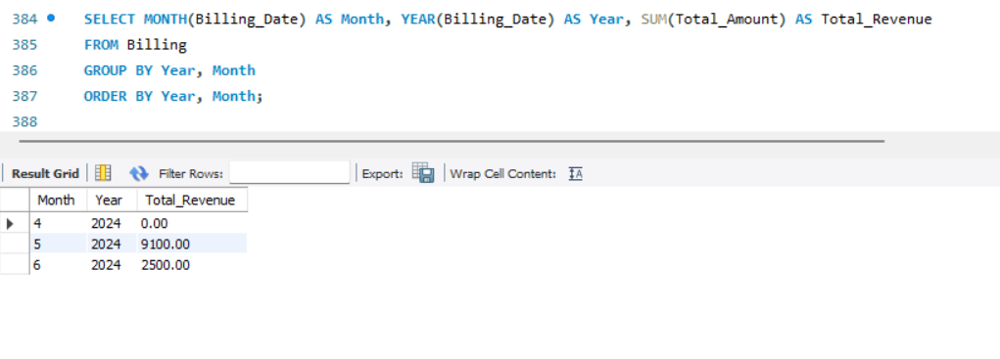 384 SELECT MONTH(Billing_Date) AS Month, YEAR(Billing_Date) AS Year, SUM(Total_Amount) AS Total_Revenue
385 FROM Billing
386 GROUP BY Year, Month
387 ORDER BY Year, Month;
388
Result Grid Filter Rows: Export: Wrap Cell Content: IA
Month Year Total_Revenue
4 2024 0.00
5 2024 9100.00
6 2024 2500.00